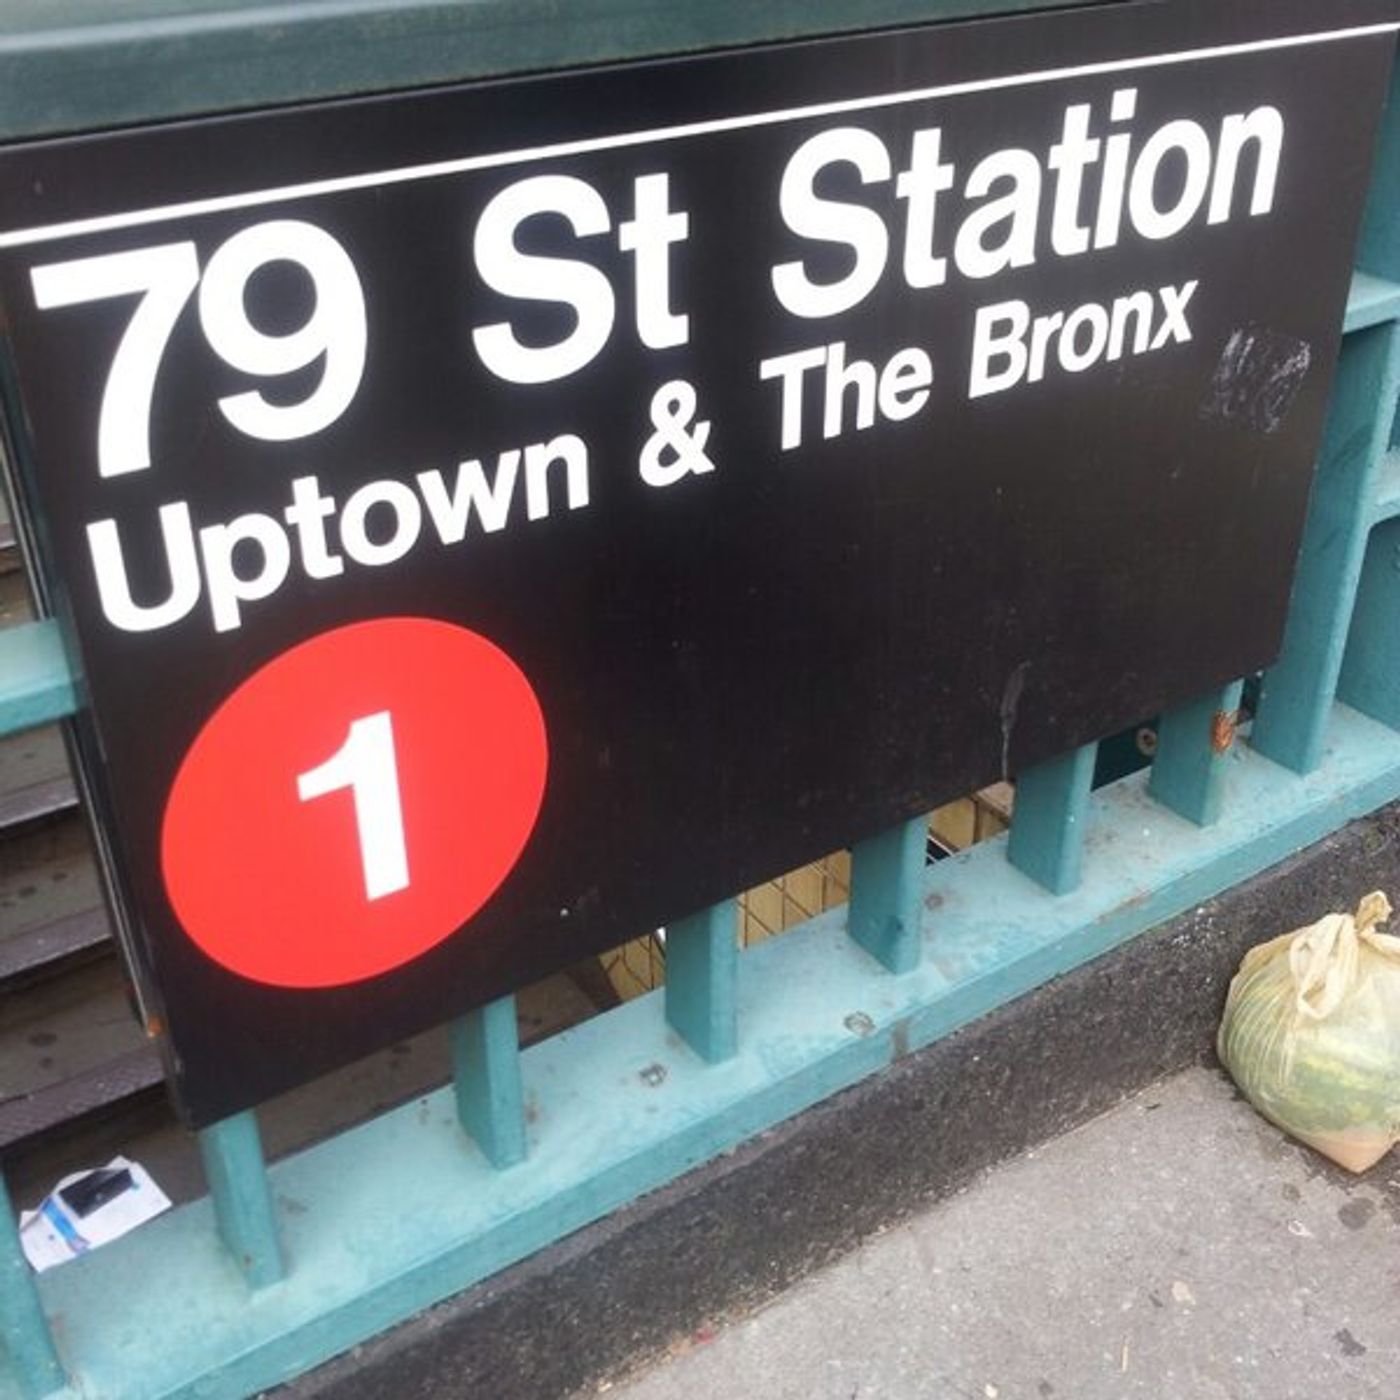 79 St Station
Uptown & The Bronx
1